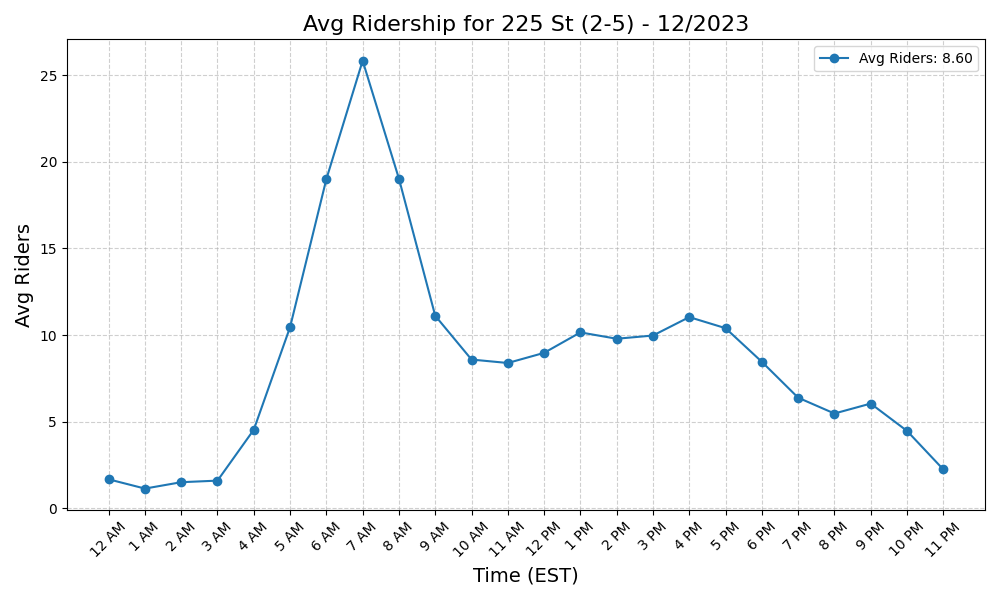 Avg Ridership for 225 St (2-5) - 12/2023
Avg Riders: 8.60
Avg Riders
25
20
15
10
5
0
12 AM
1 AM
2 AM
3 AM
4 AM
5 AM
6 AM
7 AM
8 AM
9 AM
10 AM
11 AM
12 PM
1 PM
2 PM
3 PM
4 PM
5 PM
6 PM
7 PM
8 PM
9 PM
10 PM
11 PM
Time (EST)